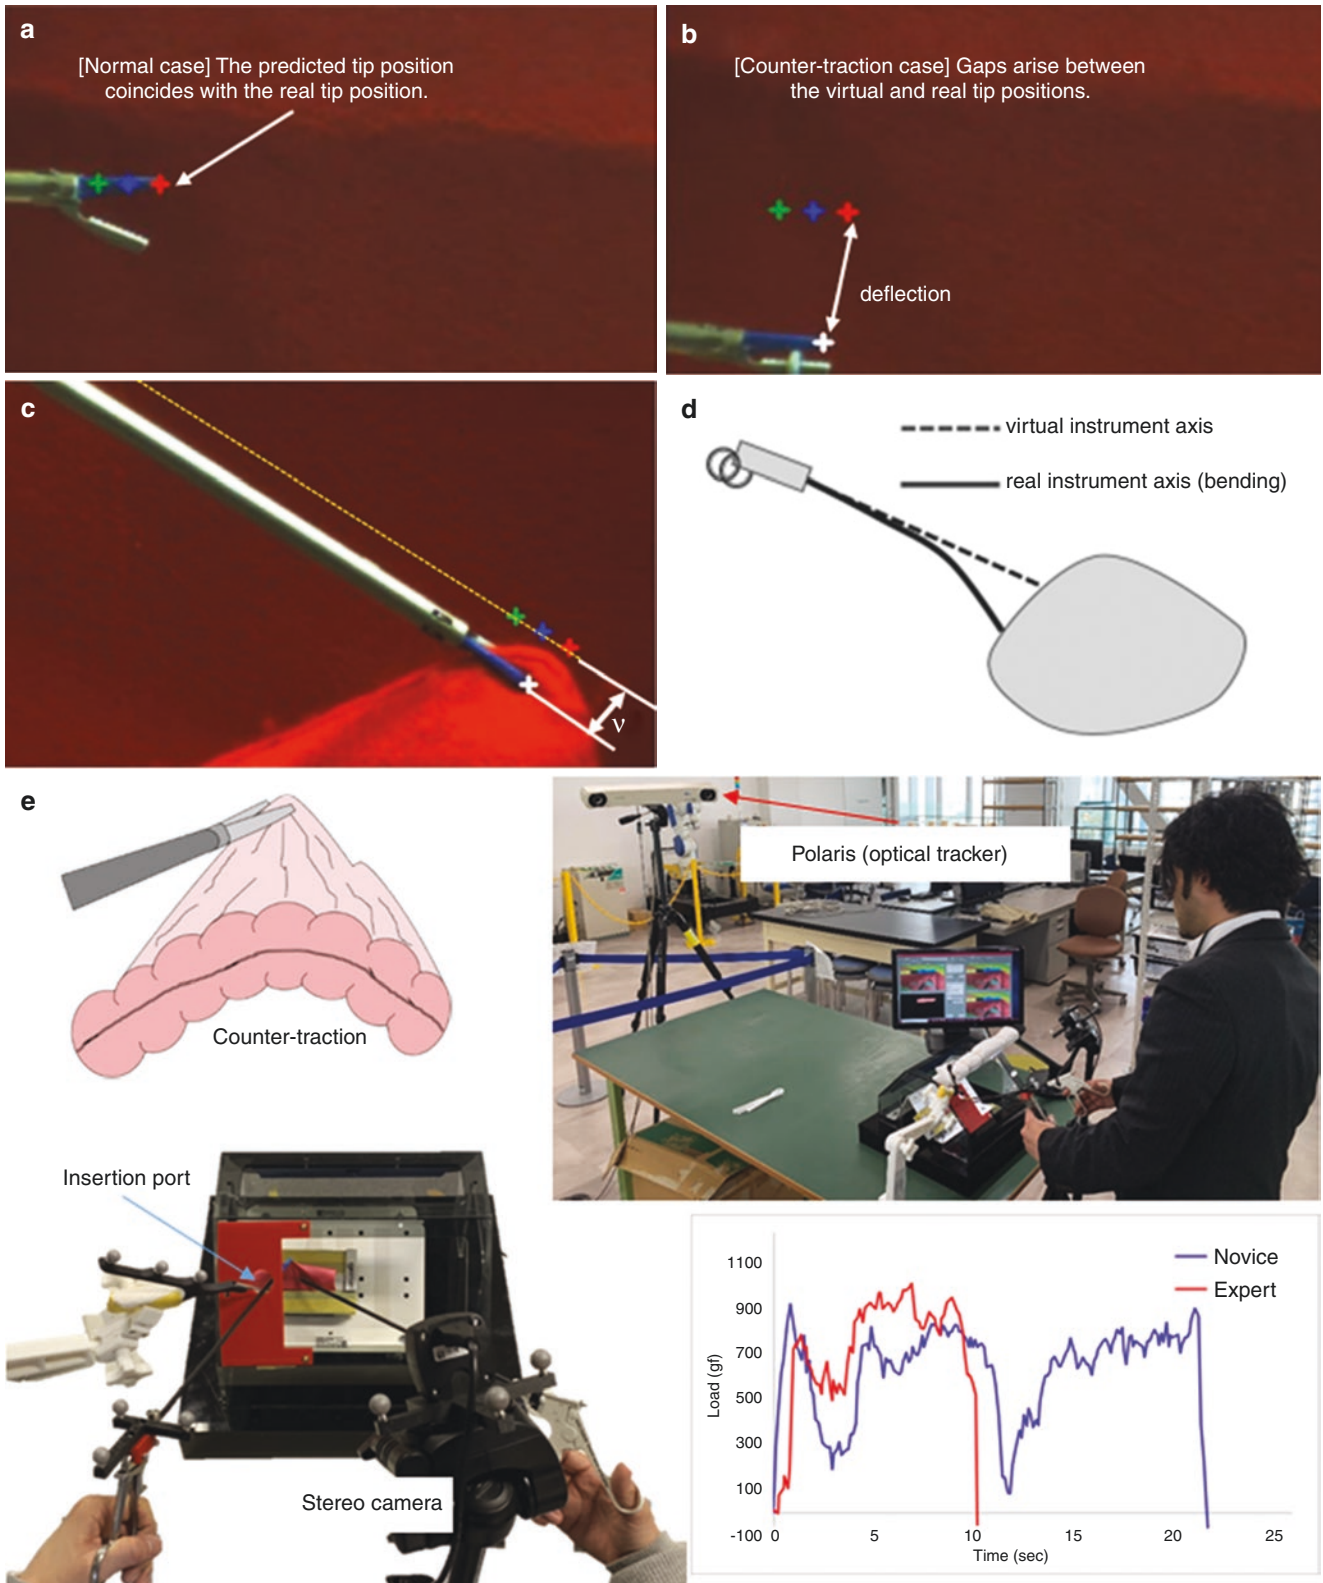 a
[Normal case] The predicted tip position
coincides with the real tip position.
b
[Counter-traction case] Gaps arise between
the virtual and real tip positions.
deflection
c
ν
d
virtual instrument axis
real instrument axis (bending)
e
Counter-traction
Polaris (optical tracker)
Insertion port
Stereo camera
Novice
Expert
Load (gf)
1100
900
700
500
300
100
-100
0 5 10 15 20 25
Time (sec)